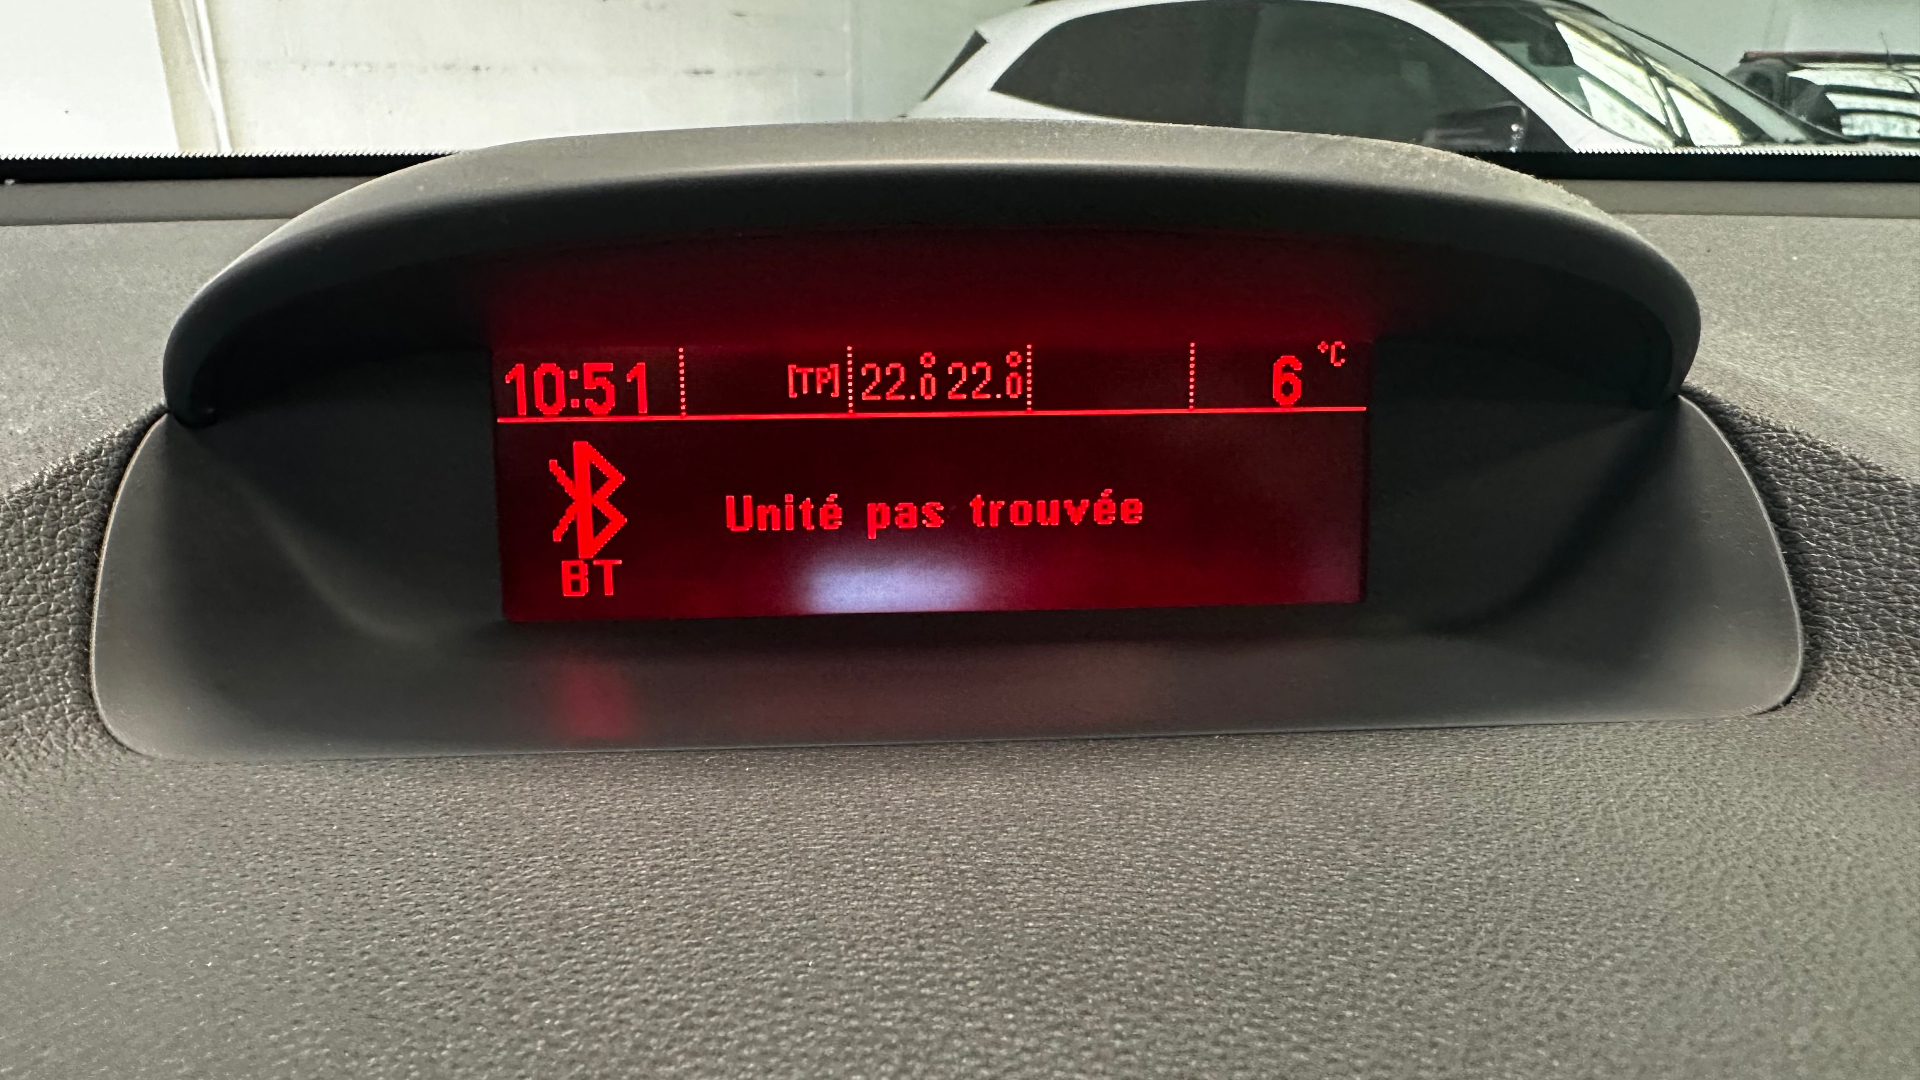 10:51 [TP] 22.0° 22.0° 6 °C
Unité pas trouvée
BT